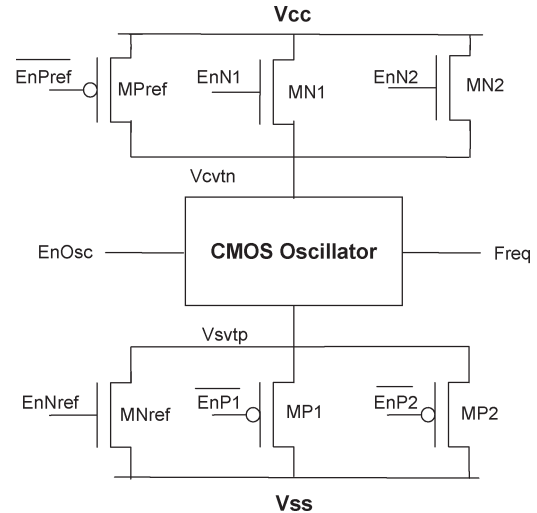 Vcc
EnPref
MPref
EnN1
MN1
EnN2
MN2
Vcvtn
EnOsc
CMOS Oscillator
Freq
Vsvtp
EnNref
MNref
EnP1
MP1
EnP2
MP2
Vss